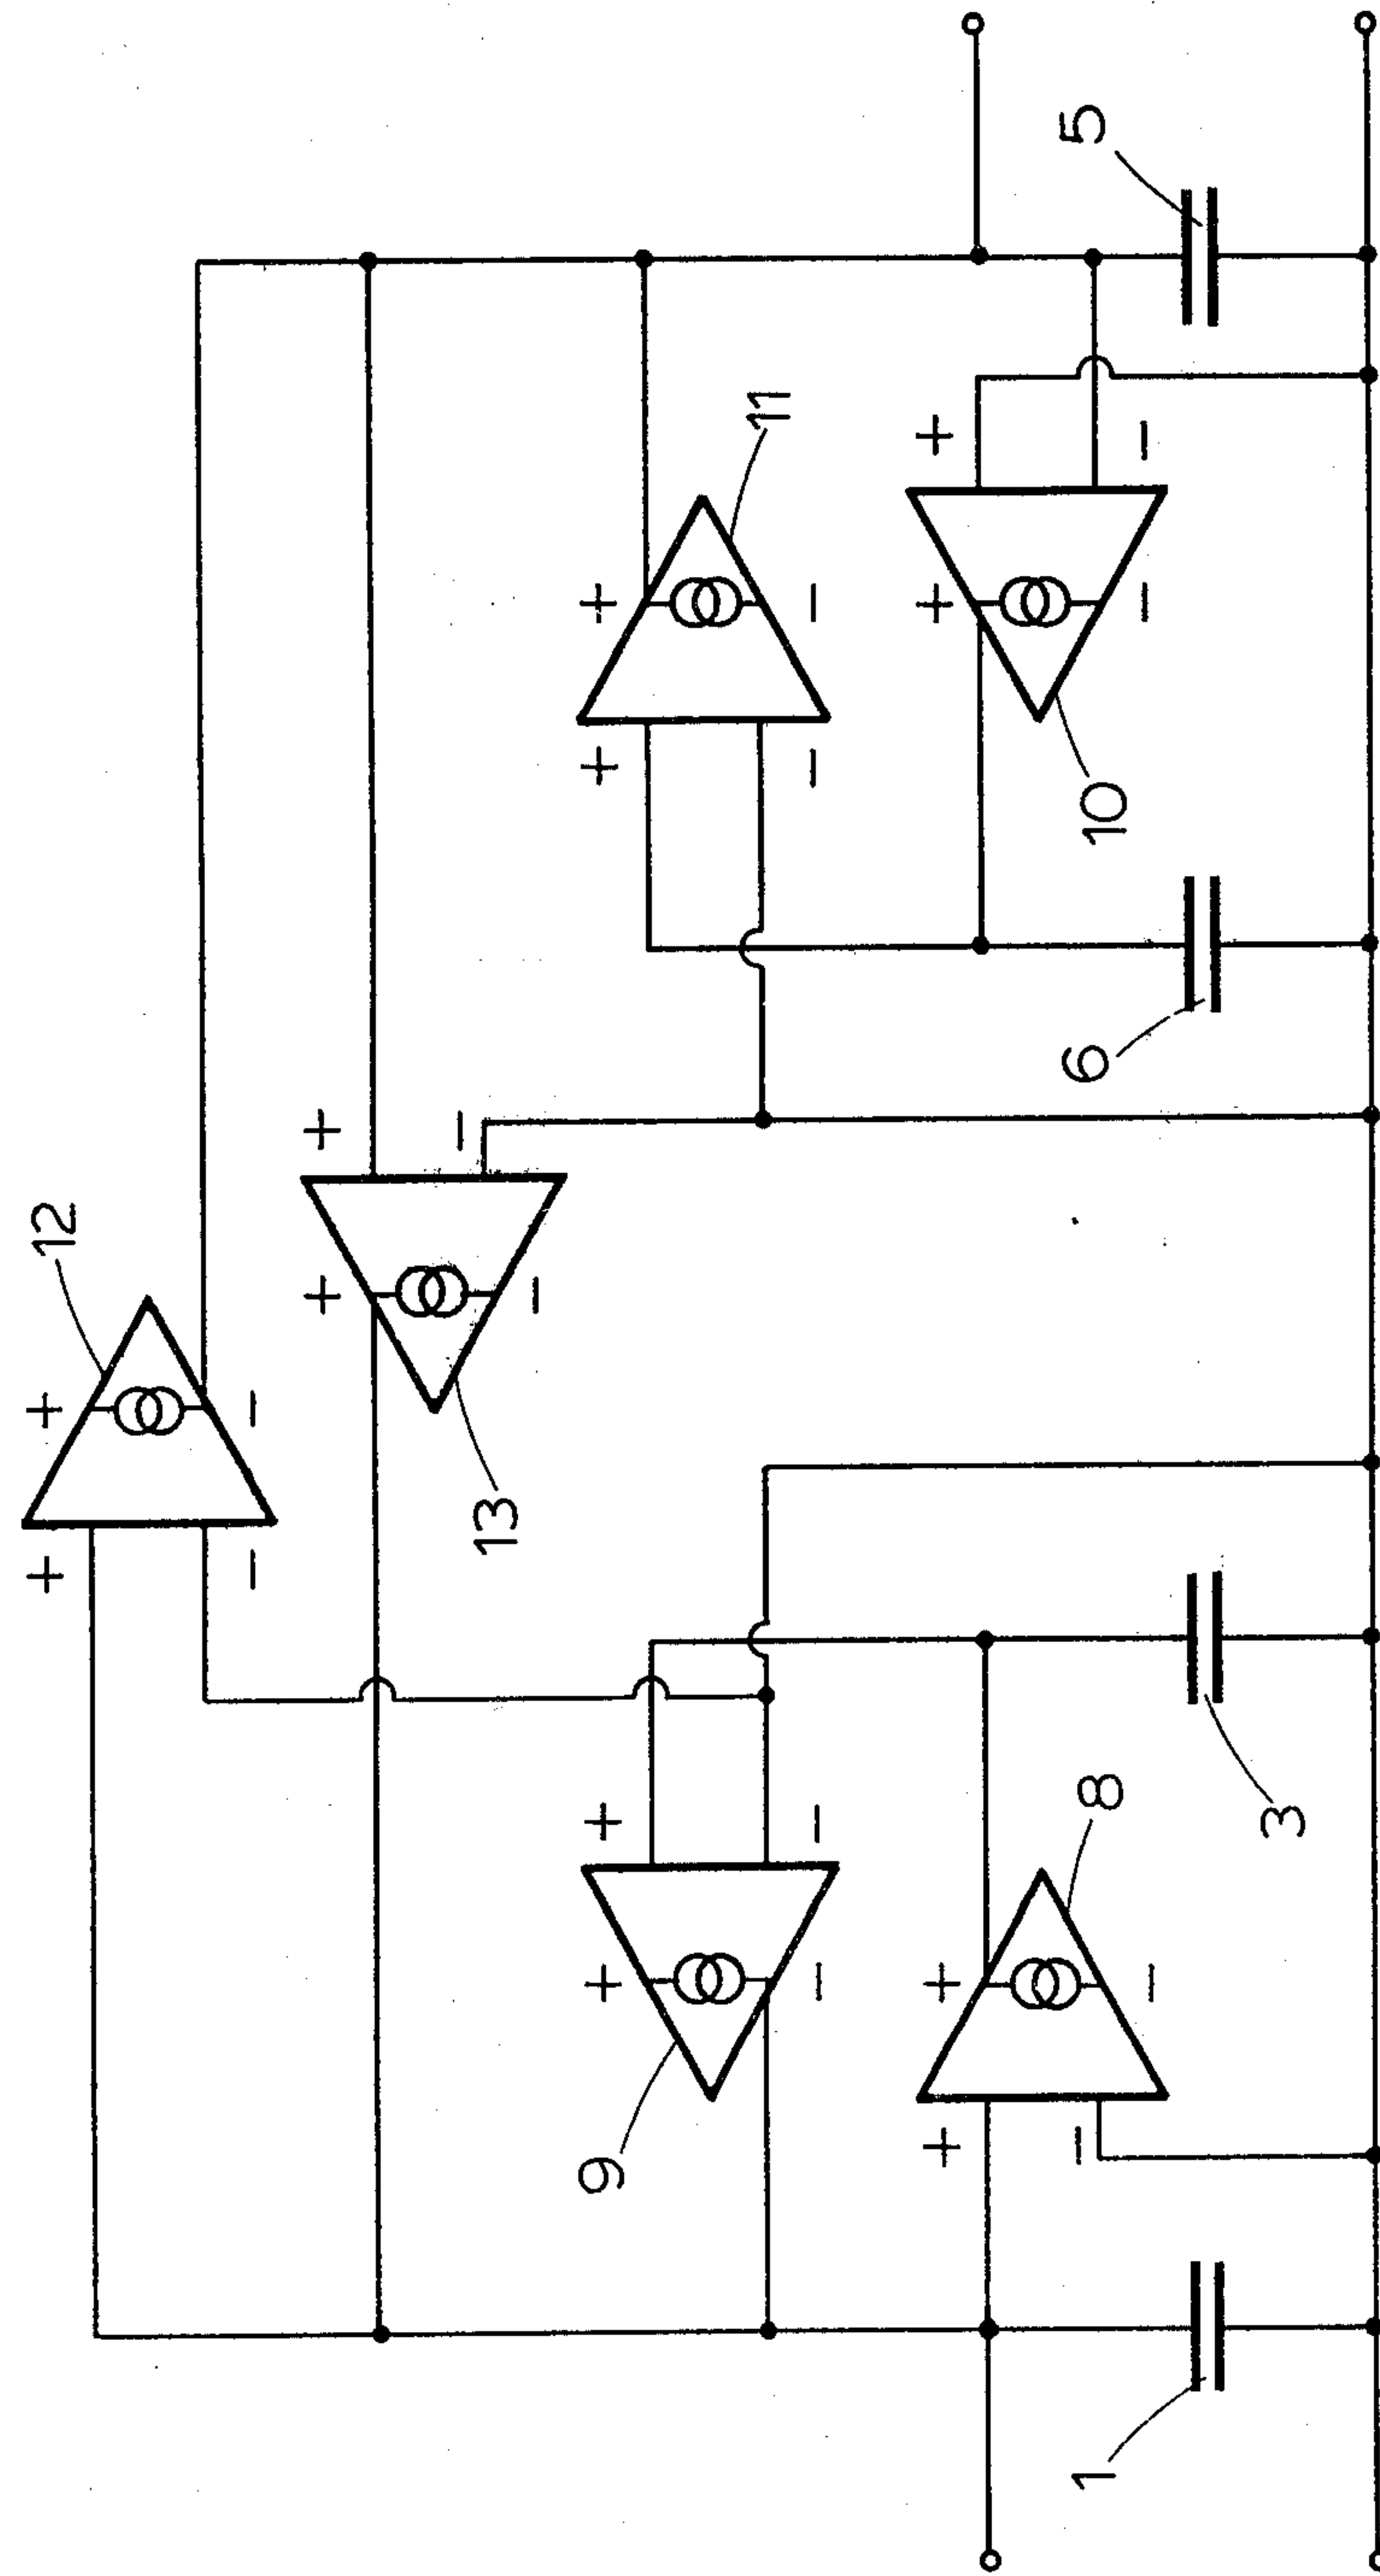 + + 12
− −
+ +
−
−
13
9 + + + + 11
− − − −
+ + + +
− − − −
1 8 6 10 5
3